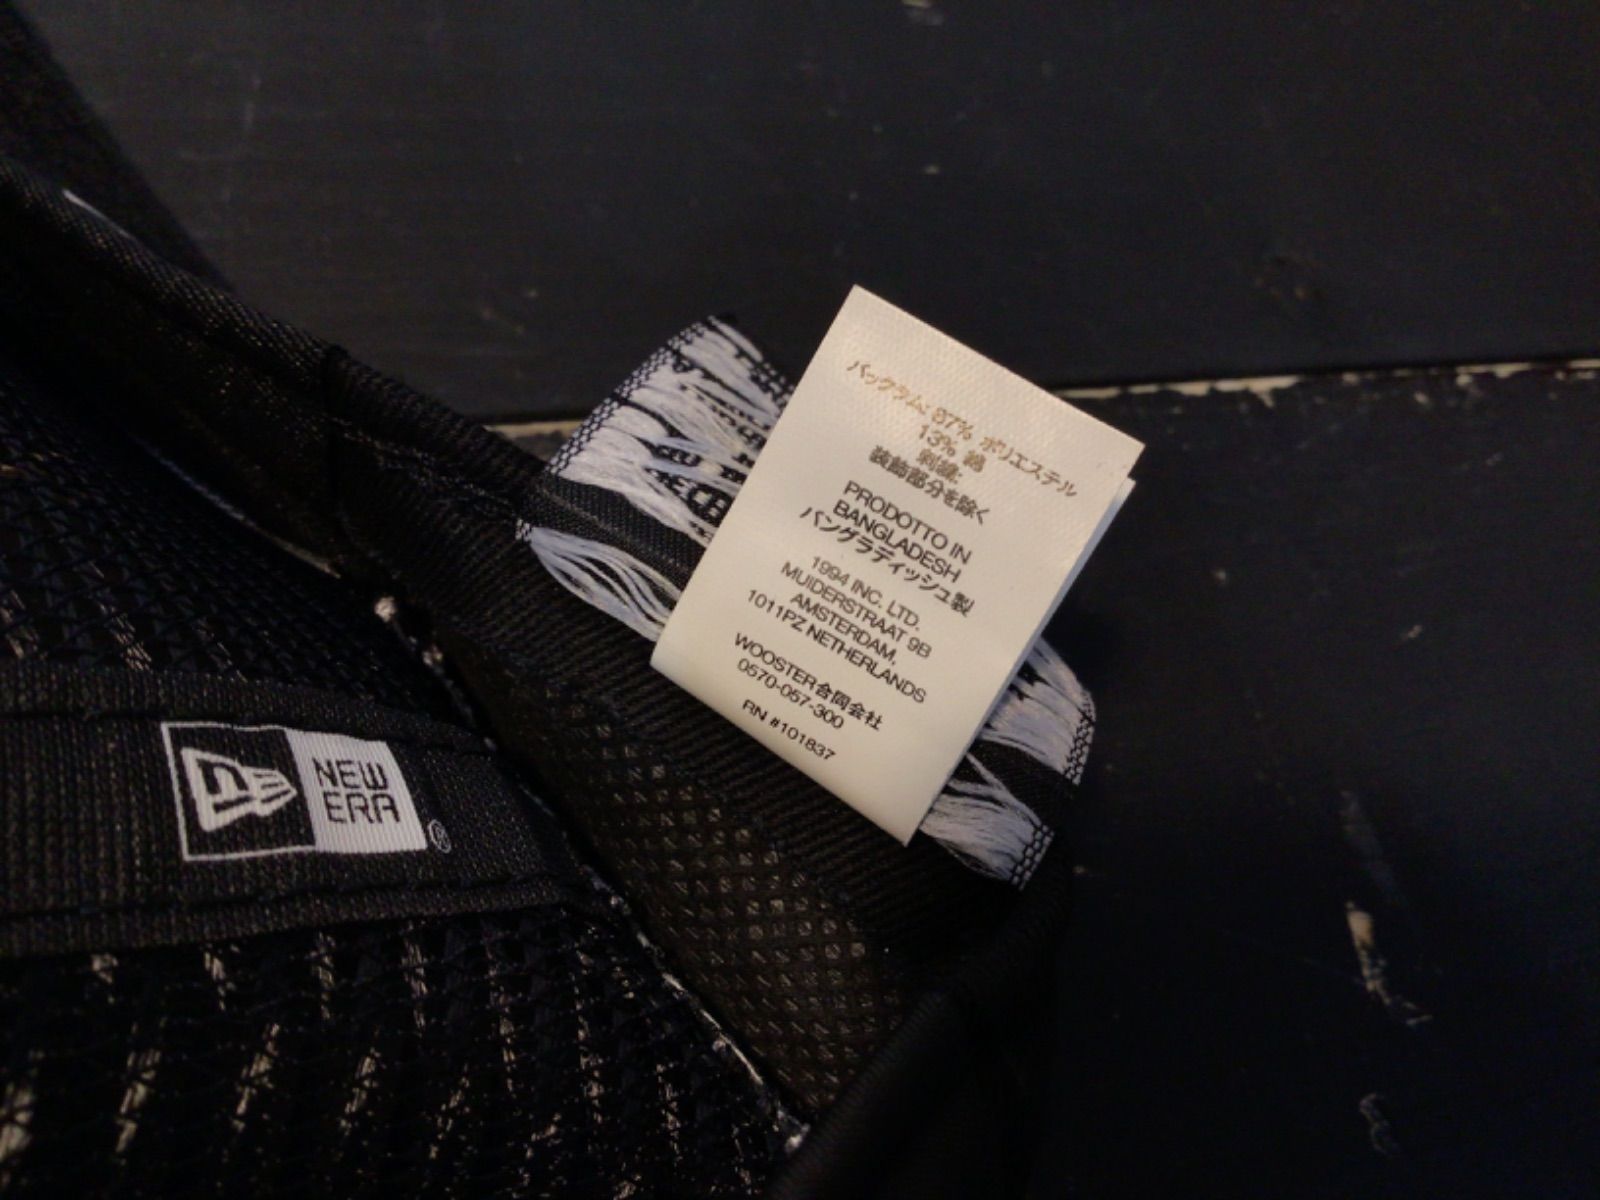 バックラム: 87% ポリエステル
13% 綿
刺繍:
装飾部分を除く
PRODOTTO IN
BANGLADESH
バングラディッシュ製
1994 INC. LTD.
MUIDERSTRAAT 9B
AMSTERDAM,
1011PZ NETHERLANDS
WOOSTER合同会社
0570-057-300
RN #101837
NEW
ERA
®